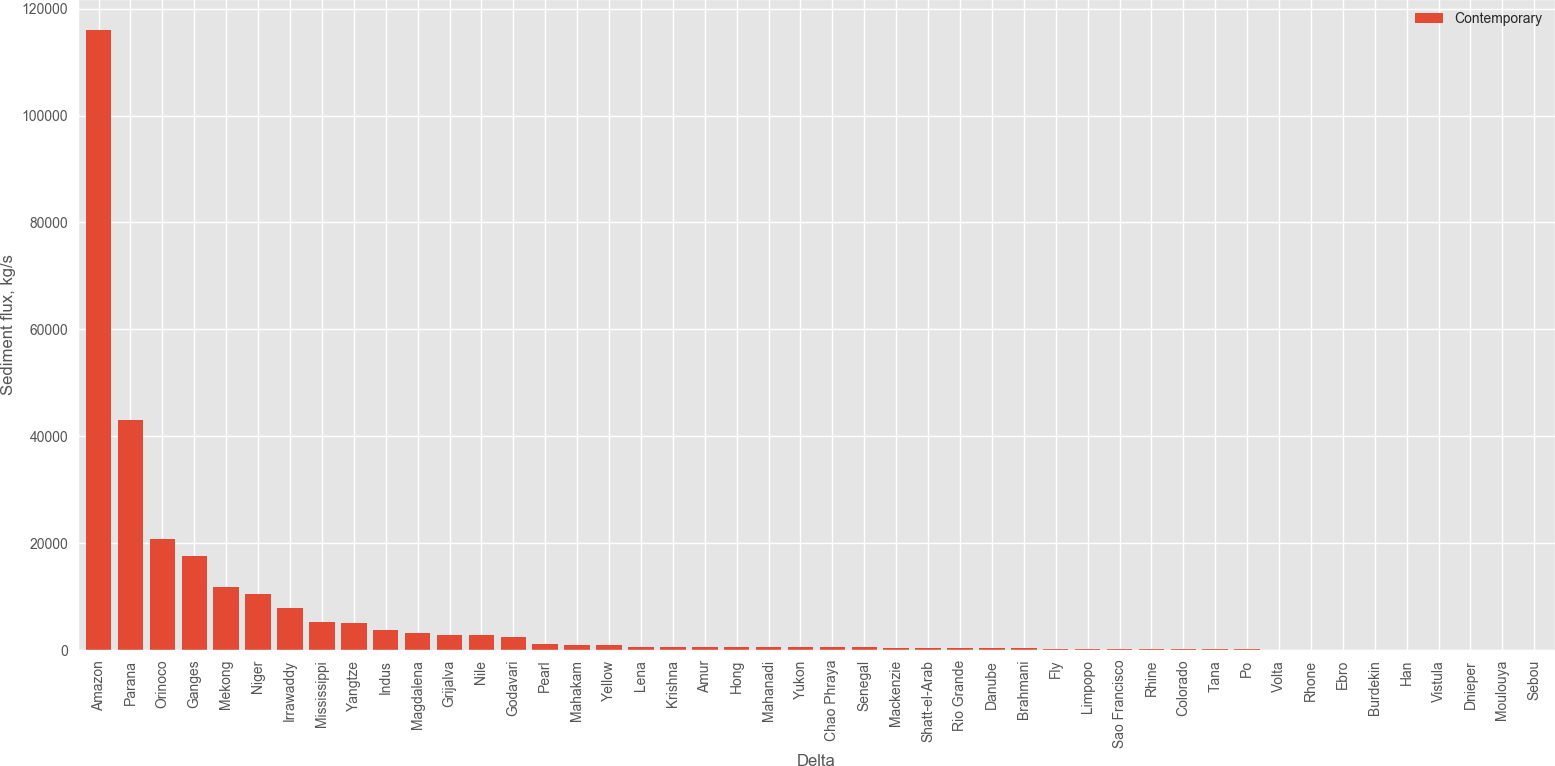 120000
100000
80000
60000
40000
20000
0
Sediment flux, kg/s
Contemporary
Amazon
Parana
Orinoco
Ganges
Mekong
Niger
Irrawaddy
Mississippi
Yangtze
Indus
Magdalena
Grijalva
Nile
Godavari
Pearl
Mahakam
Yellow
Lena
Krishna
Amur
Hong
Mahanadi
Yukon
Chao Phraya
Senegal
Mackenzie
Shatt-el-Arab
Rio Grande
Danube
Brahmani
Fly
Limpopo
Sao Francisco
Rhine
Colorado
Tana
Po
Volta
Rhone
Ebro
Burdekin
Han
Vistula
Dnieper
Moulouya
Sebou
Delta